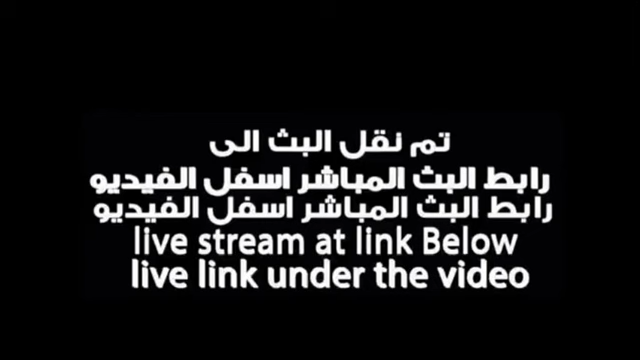 تم نقل البث الى
رابط البث المباشر اسفل الفيديو
رابط البث المباشر اسفل الفيديو
live stream at link Below
live link under the video